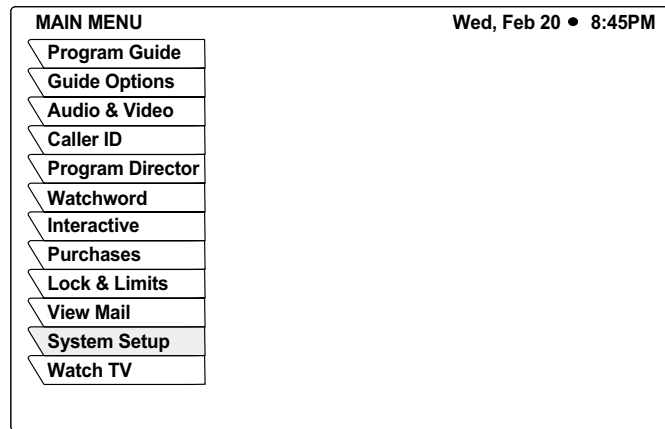 MAIN MENU Wed, Feb 20 ● 8:45PM
Program Guide
Guide Options
Audio & Video
Caller ID
Program Director
Watchword
Interactive
Purchases
Lock & Limits
View Mail
System Setup
Watch TV